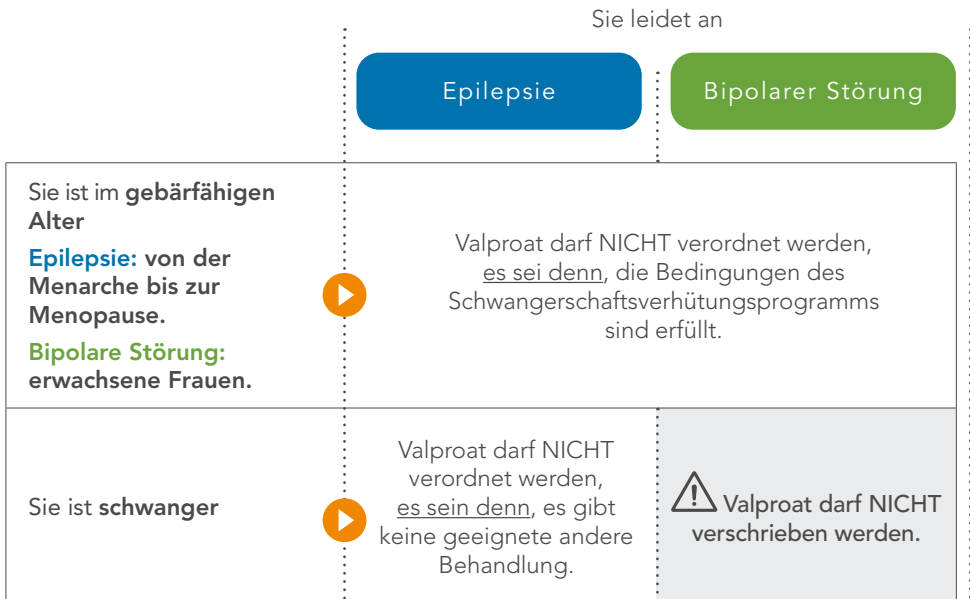 Sie leidet an
Epilepsie
Bipolarer Störung
Sie ist im gebärfähigen
Alter
Epilepsie: von der
Menarche bis zur
Menopause.
Bipolare Störung:
erwachsene Frauen.
Valproat darf NICHT verordnet werden,
es sei denn, die Bedingungen des
Schwangerschaftsverhütungsprogramms
sind erfüllt.
Sie ist schwanger
Valproat darf NICHT
verordnet werden,
es sein denn, es gibt
keine geeignete andere
Behandlung.
Valproat darf NICHT
verschrieben werden.